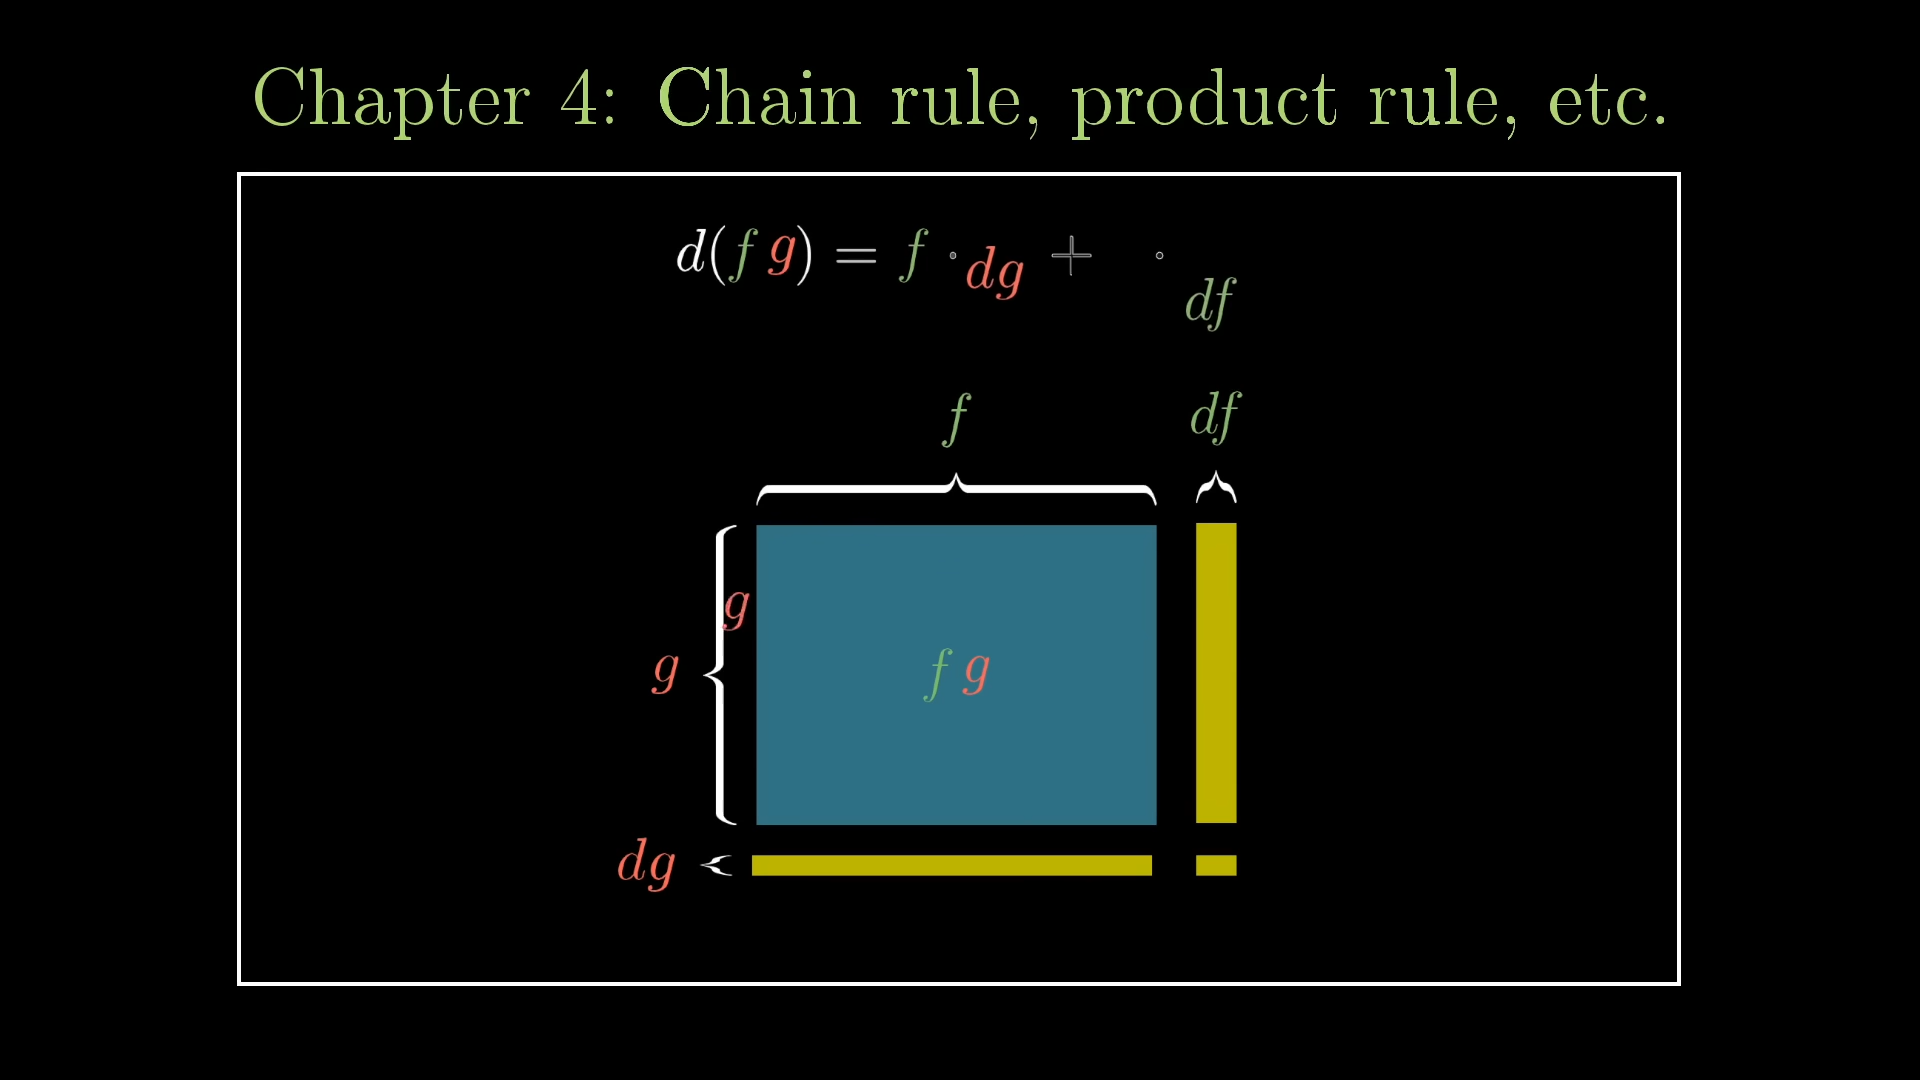 Chapter 4: Chain rule, product rule, etc.
d(f g) = f · dg + · df
f df
g
g f g
dg